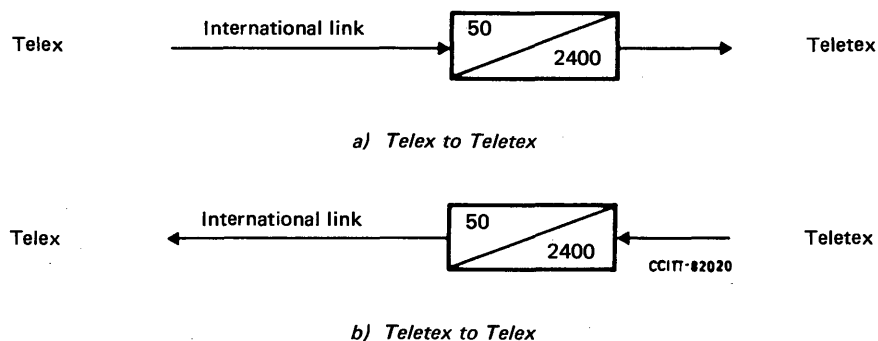 International link
50
Telex
Teletex
2400
a) Telex to Teletex
International link
50
Telex
Teletex
2400
CCITT-82020
b) Teletex to Telex